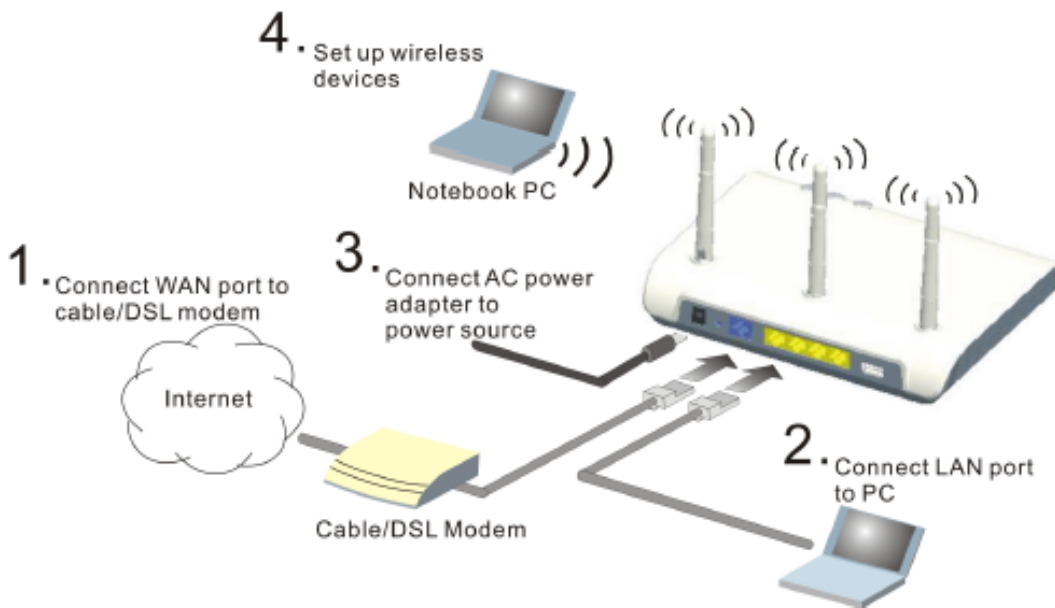 4. Set up wireless
devices
Notebook PC
1. Connect WAN port to
cable/DSL modem
Internet
3. Connect AC power
adapter to
power source
Cable/DSL Modem
2. Connect LAN port
to PC